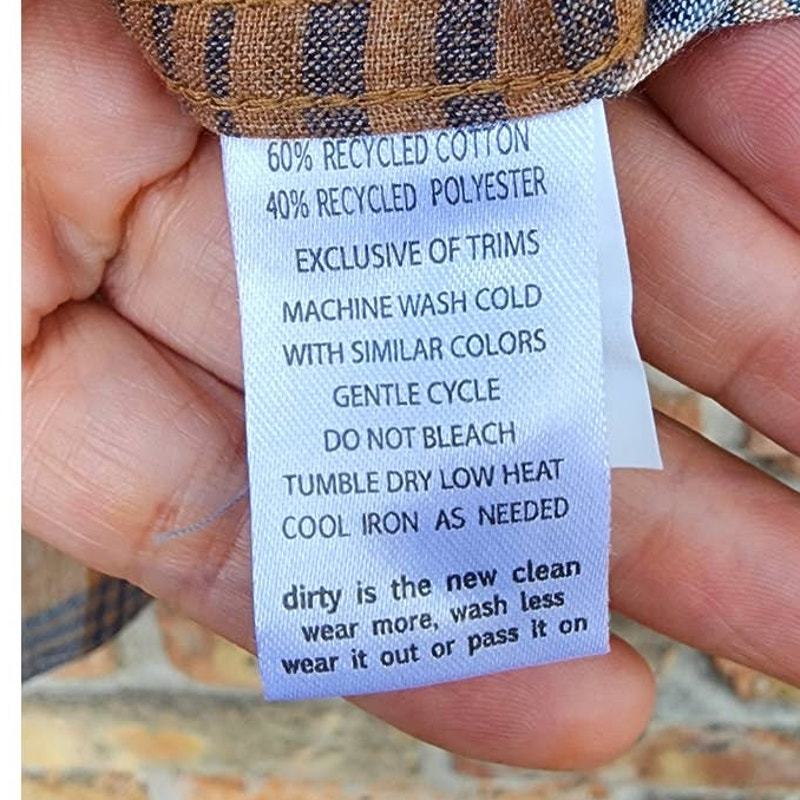 60% RECYCLED COTTON
40% RECYCLED POLYESTER
EXCLUSIVE OF TRIMS
MACHINE WASH COLD
WITH SIMILAR COLORS
GENTLE CYCLE
DO NOT BLEACH
TUMBLE DRY LOW HEAT
COOL IRON AS NEEDED
dirty is the new clean
wear more, wash less
wear it out or pass it on